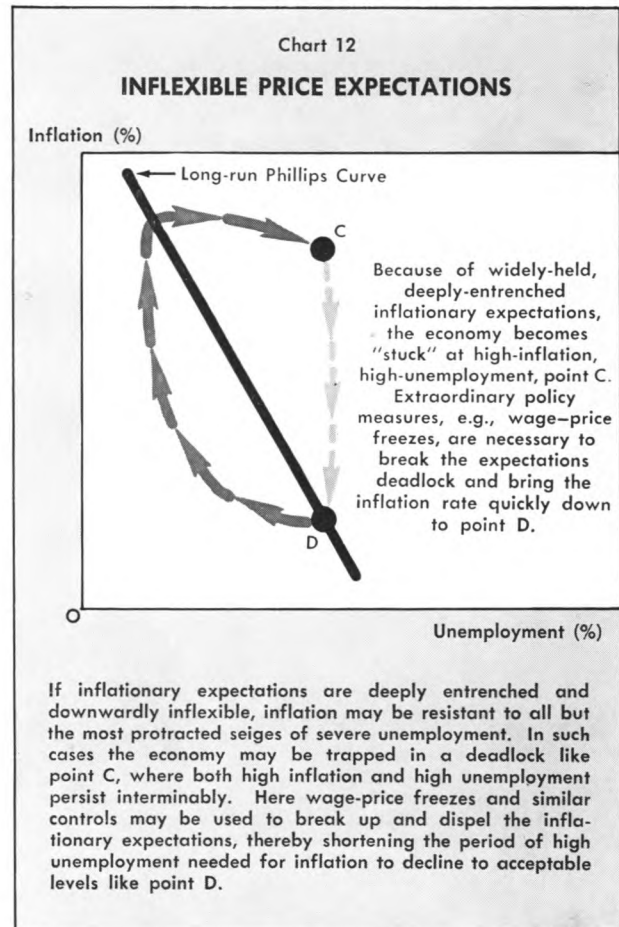 Chart 12
INFLEXIBLE PRICE EXPECTATIONS
Inflation (%)
Long-run Phillips Curve
C
Because of widely-held,
deeply-entrenched
inflationary expectations,
the economy becomes
"stuck" at high-inflation,
high-unemployment, point C.
Extraordinary policy
measures, e.g., wage–price
freezes, are necessary to
break the expectations
deadlock and bring the
inflation rate quickly down
to point D.
D
O
Unemployment (%)
If inflationary expectations are deeply entrenched and
downwardly inflexible, inflation may be resistant to all but
the most protracted seiges of severe unemployment. In such
cases the economy may be trapped in a deadlock like
point C, where both high inflation and high unemployment
persist interminably. Here wage-price freezes and similar
controls may be used to break up and dispel the infla-
tionary expectations, thereby shortening the period of high
unemployment needed for inflation to decline to acceptable
levels like point D.